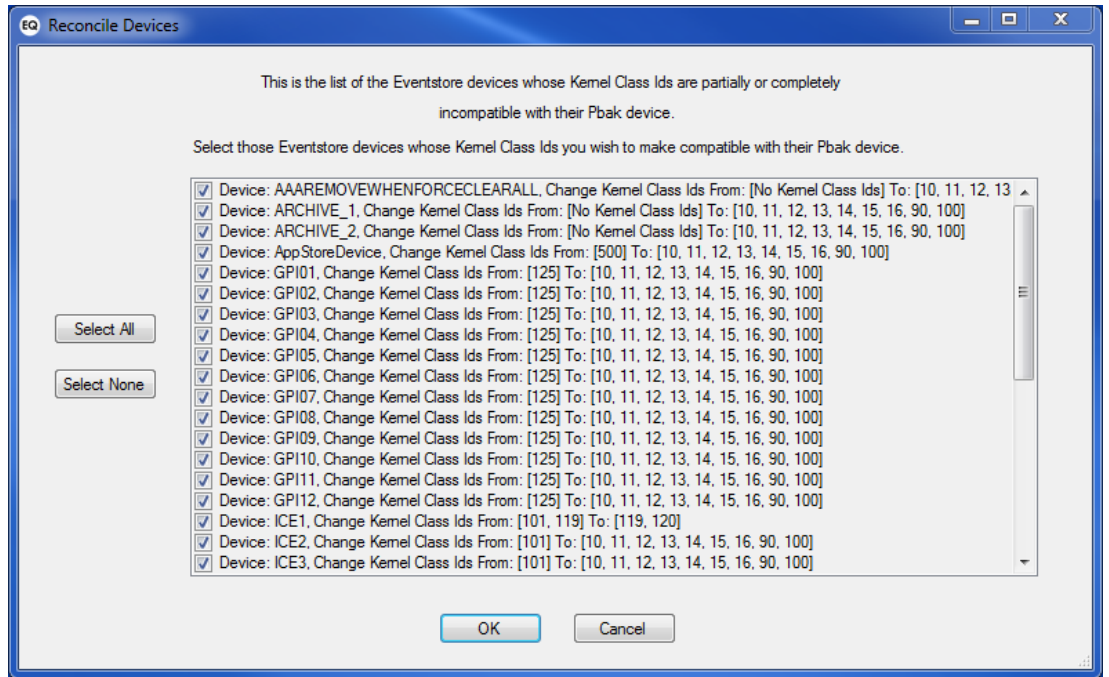 EQ Reconcile Devices
This is the list of the Eventstore devices whose Kernel Class Ids are partially or completely
incompatible with their Pbak device.
Select those Eventstore devices whose Kernel Class Ids you wish to make compatible with their Pbak device.
Device: AAAREMOVEWHENFORCECLEARALL, Change Kernel Class Ids From: [No Kernel Class Ids] To: [10, 11, 12, 13
Device: ARCHIVE_1, Change Kernel Class Ids From: [No Kernel Class Ids] To: [10, 11, 12, 13, 14, 15, 16, 90, 100]
Device: ARCHIVE_2, Change Kernel Class Ids From: [No Kernel Class Ids] To: [10, 11, 12, 13, 14, 15, 16, 90, 100]
Device: AppStoreDevice, Change Kernel Class Ids From: [500] To: [10, 11, 12, 13, 14, 15, 16, 90, 100]
Device: GPI01, Change Kernel Class Ids From: [125] To: [10, 11, 12, 13, 14, 15, 16, 90, 100]
Device: GPI02, Change Kernel Class Ids From: [125] To: [10, 11, 12, 13, 14, 15, 16, 90, 100]
Device: GPI03, Change Kernel Class Ids From: [125] To: [10, 11, 12, 13, 14, 15, 16, 90, 100]
Select All
Device: GPI04, Change Kernel Class Ids From: [125] To: [10, 11, 12, 13, 14, 15, 16, 90, 100]
Device: GPI05, Change Kernel Class Ids From: [125] To: [10, 11, 12, 13, 14, 15, 16, 90, 100]
Device: GPI06, Change Kernel Class Ids From: [125] To: [10, 11, 12, 13, 14, 15, 16, 90, 100]
Select None
Device: GPI07, Change Kernel Class Ids From: [125] To: [10, 11, 12, 13, 14, 15, 16, 90, 100]
Device: GPI08, Change Kernel Class Ids From: [125] To: [10, 11, 12, 13, 14, 15, 16, 90, 100]
Device: GPI09, Change Kernel Class Ids From: [125] To: [10, 11, 12, 13, 14, 15, 16, 90, 100]
Device: GPI10, Change Kernel Class Ids From: [125] To: [10, 11, 12, 13, 14, 15, 16, 90, 100]
Device: GPI11, Change Kernel Class Ids From: [125] To: [10, 11, 12, 13, 14, 15, 16, 90, 100]
Device: GPI12, Change Kernel Class Ids From: [125] To: [10, 11, 12, 13, 14, 15, 16, 90, 100]
Device: ICE1, Change Kernel Class Ids From: [101, 119] To: [119, 120]
Device: ICE2, Change Kernel Class Ids From: [101] To: [10, 11, 12, 13, 14, 15, 16, 90, 100]
Device: ICE3, Change Kernel Class Ids From: [101] To: [10, 11, 12, 13, 14, 15, 16, 90, 100]
OK
Cancel